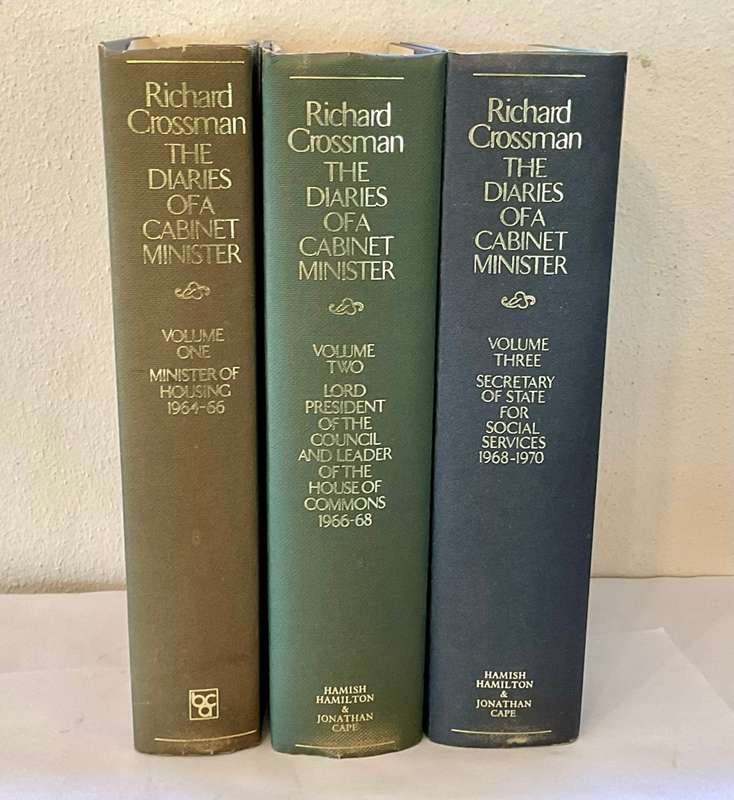 Richard
Crossman
THE
DIARIES
OF A
CABINET
MINISTER
VOLUME
ONE
MINISTER OF
HOUSING
1964-66
bca
Richard
Crossman
THE
DIARIES
OF A
CABINET
MINISTER
VOLUME
TWO
LORD
PRESIDENT
OF THE
COUNCIL
AND LEADER
OF THE
HOUSE OF
COMMONS
1966-68
HAMISH
HAMILTON
&
JONATHAN
CAPE
Richard
Crossman
THE
DIARIES
OF A
CABINET
MINISTER
VOLUME
THREE
SECRETARY
OF STATE
FOR
SOCIAL
SERVICES
1968-1970
HAMISH
HAMILTON
&
JONATHAN
CAPE